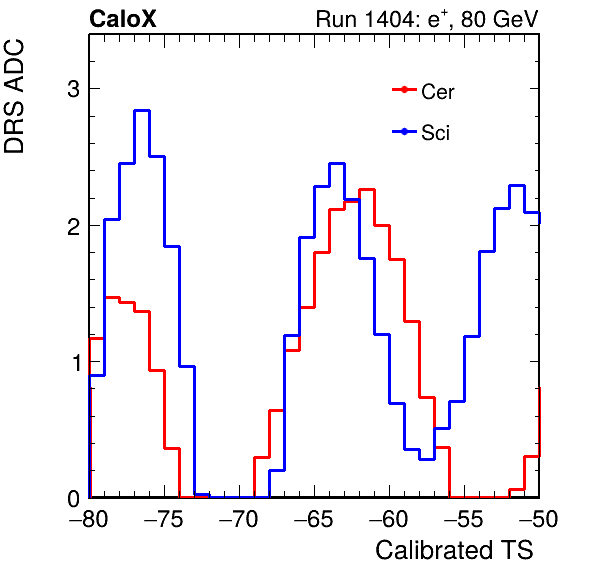 CaloX Run 1404: e⁺, 80 GeV
DRS ADC
Cer
Sci
3
2
1
0
−80 −75 −70 −65 −60 −55 −50
Calibrated TS